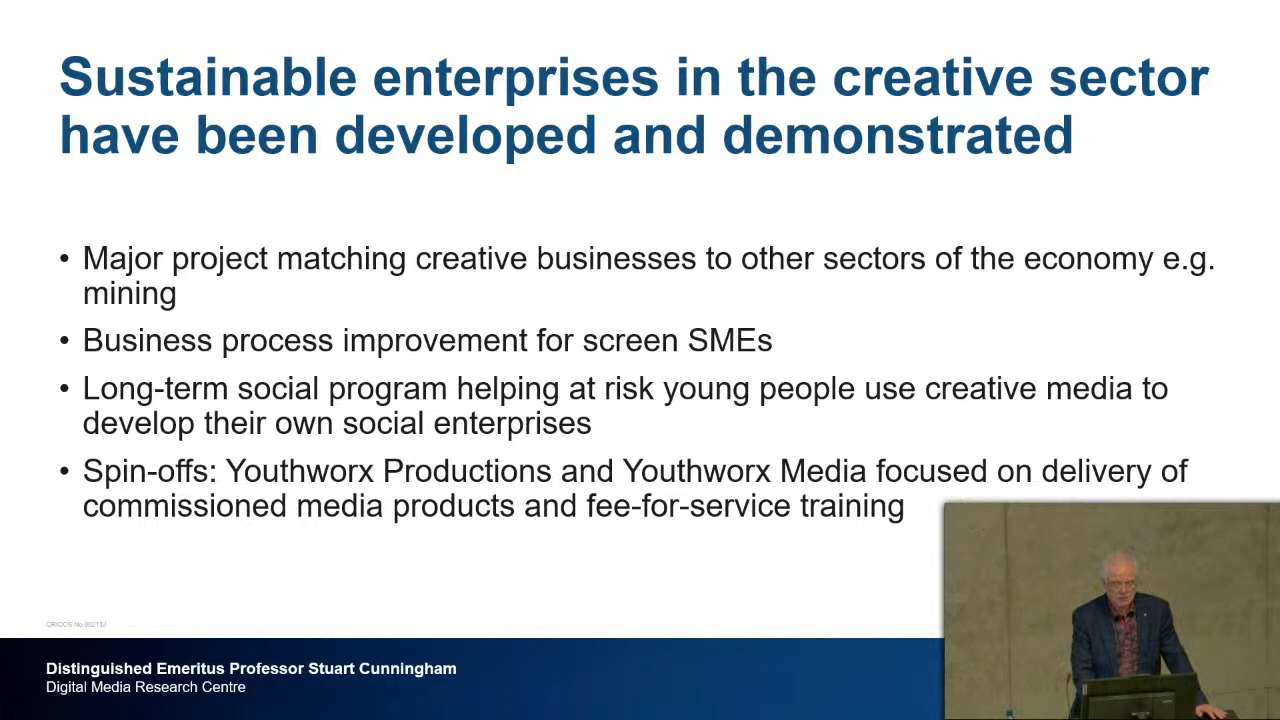 Sustainable enterprises in the creative sector
have been developed and demonstrated
• Major project matching creative businesses to other sectors of the economy e.g.
mining
• Business process improvement for screen SMEs
• Long-term social program helping at risk young people use creative media to
develop their own social enterprises
• Spin-offs: Youthworx Productions and Youthworx Media focused on delivery of
commissioned media products and fee-for-service training
CRICOS No.00213J
Distinguished Emeritus Professor Stuart Cunningham
Digital Media Research Centre